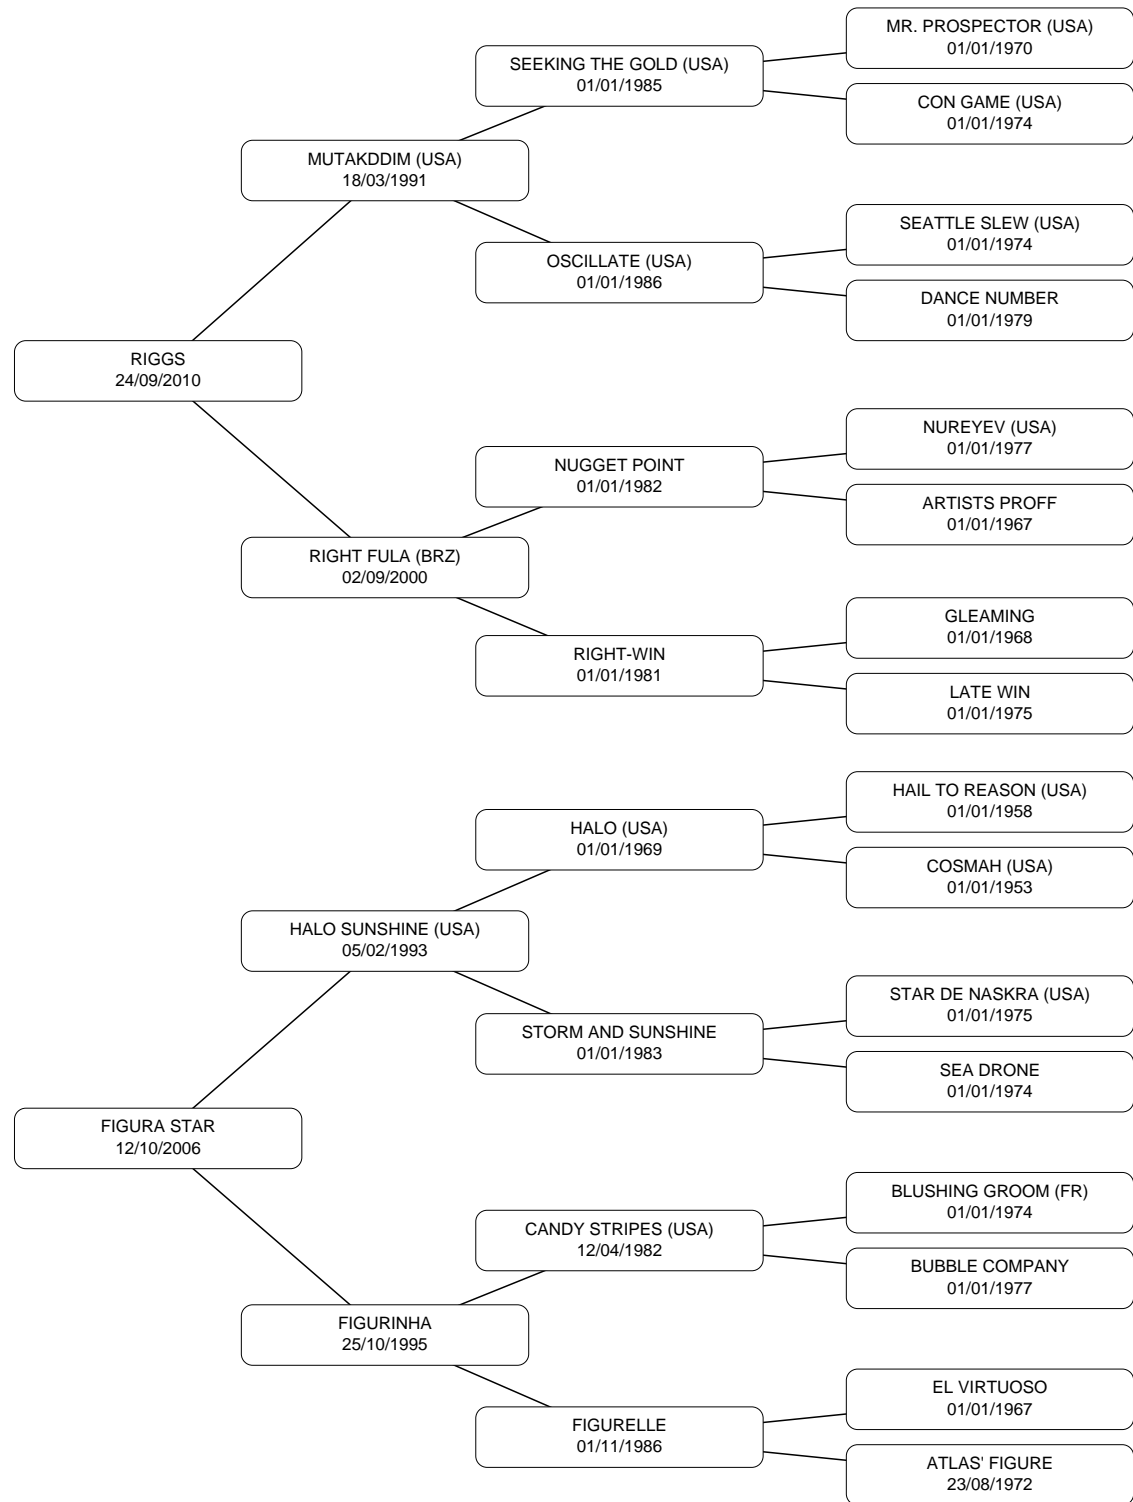 MR. PROSPECTOR (USA)
01/01/1970
SEEKING THE GOLD (USA)
01/01/1985
CON GAME (USA)
01/01/1974
MUTAKDDIM (USA)
18/03/1991
SEATTLE SLEW (USA)
01/01/1974
OSCILLATE (USA)
01/01/1986
DANCE NUMBER
01/01/1979
RIGGS
24/09/2010
NUREYEV (USA)
01/01/1977
NUGGET POINT
01/01/1982
ARTISTS PROFF
01/01/1967
RIGHT FULA (BRZ)
02/09/2000
GLEAMING
01/01/1968
RIGHT-WIN
01/01/1981
LATE WIN
01/01/1975
HAIL TO REASON (USA)
01/01/1958
HALO (USA)
01/01/1969
COSMAH (USA)
01/01/1953
HALO SUNSHINE (USA)
05/02/1993
STAR DE NASKRA (USA)
01/01/1975
STORM AND SUNSHINE
01/01/1983
SEA DRONE
01/01/1974
FIGURA STAR
12/10/2006
BLUSHING GROOM (FR)
01/01/1974
CANDY STRIPES (USA)
12/04/1982
BUBBLE COMPANY
01/01/1977
FIGURINHA
25/10/1995
EL VIRTUOSO
01/01/1967
FIGURELLE
01/11/1986
ATLAS' FIGURE
23/08/1972